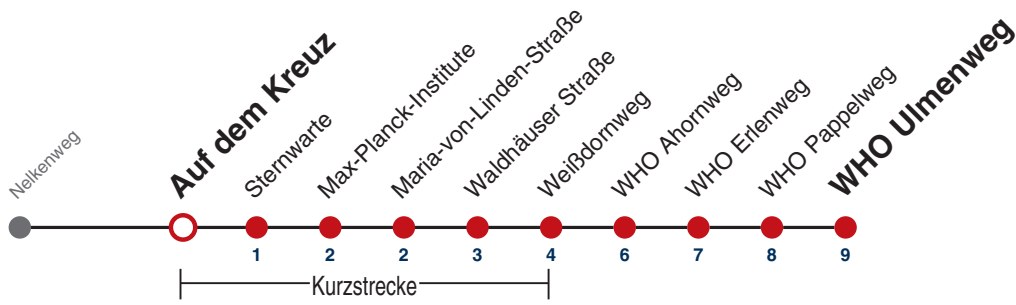 Nelkenweg
Auf dem Kreuz
Sternwarte
Max-Planck-Institute
Maria-von-Linden-Straße
Waldhäuser Straße
Weißdornweg
WHO Ahornweg
WHO Erlenweg
WHO Pappelweg
WHO Ulmenweg
1 2 2 3 4 6 7 8 9
Kurzstrecke